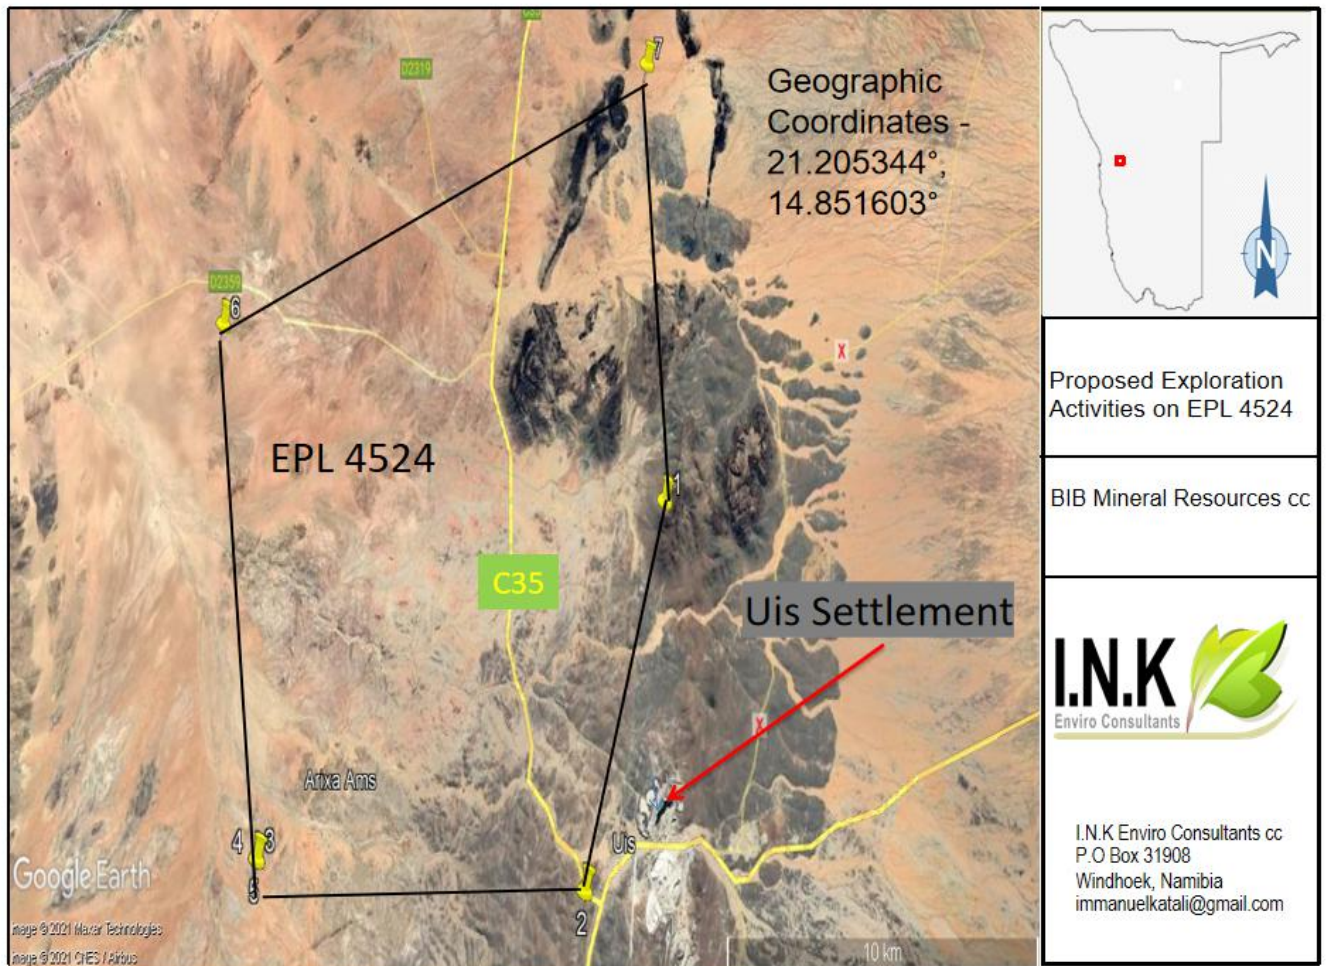 C35
7
D2319
Geographic
Coordinates -
21.205344°,
14.851603°
N
D2359
6
EPL 4524
1
C35
Uis Settlement
Arixa Ams
4
3
Uis
5
2
Google Earth
Image © 2021 Maxar Technologies
Image © 2021 CNES / Airbus
10 km
Proposed Exploration
Activities on EPL 4524
BIB Mineral Resources cc
I.N.K
Enviro Consultants
I.N.K Enviro Consultants cc
P.O Box 31908
Windhoek, Namibia
immanuelkatali@gmail.com